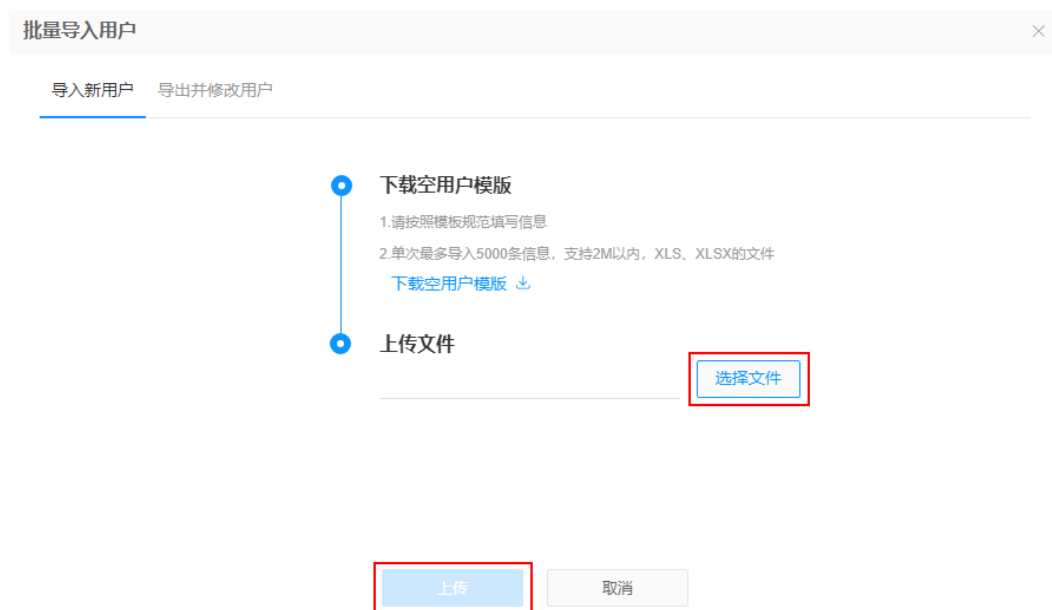 批量导入用户
导入新用户 导出并修改用户
下载空用户模版
1.请按照模板规范填写信息
2.单次最多导入5000条信息，支持2M以内，XLS、XLSX的文件
下载空用户模版
上传文件
选择文件
上传 取消